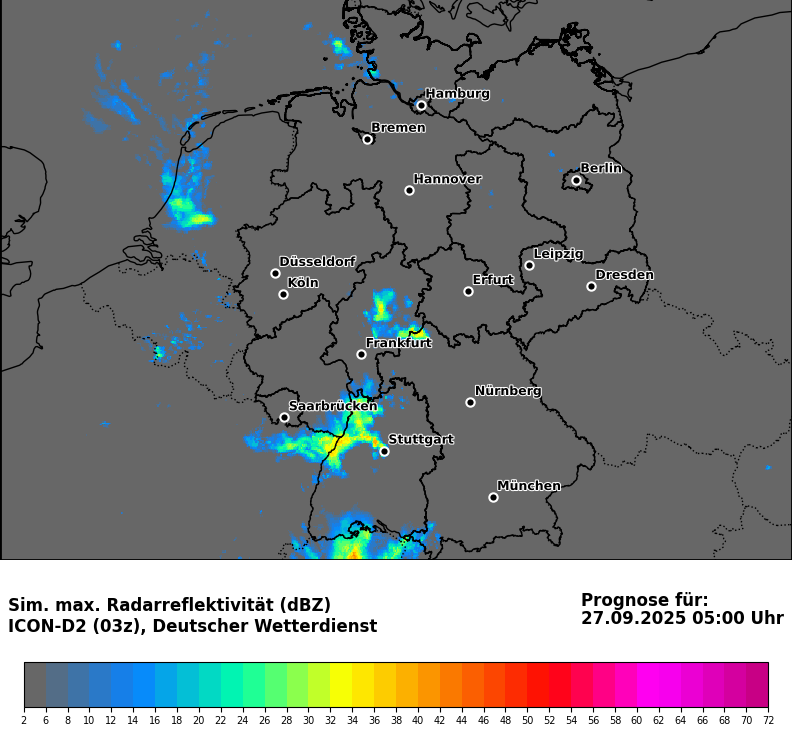 Hamburg
Bremen
Berlin
Hannover
Leipzig
Düsseldorf
Dresden
Köln
Erfurt
Frankfurt
Nürnberg
Saarbrücken
Stuttgart
München
Sim. max. Radarreflektivität (dBZ)
ICON-D2 (03z), Deutscher Wetterdienst
Prognose für:
27.09.2025 05:00 Uhr
2 6 8 10 12 14 16 18 20 22 24 26 28 30 32 34 36 38 40 42 44 46 48 50 52 54 56 58 60 62 64 66 68 70 72